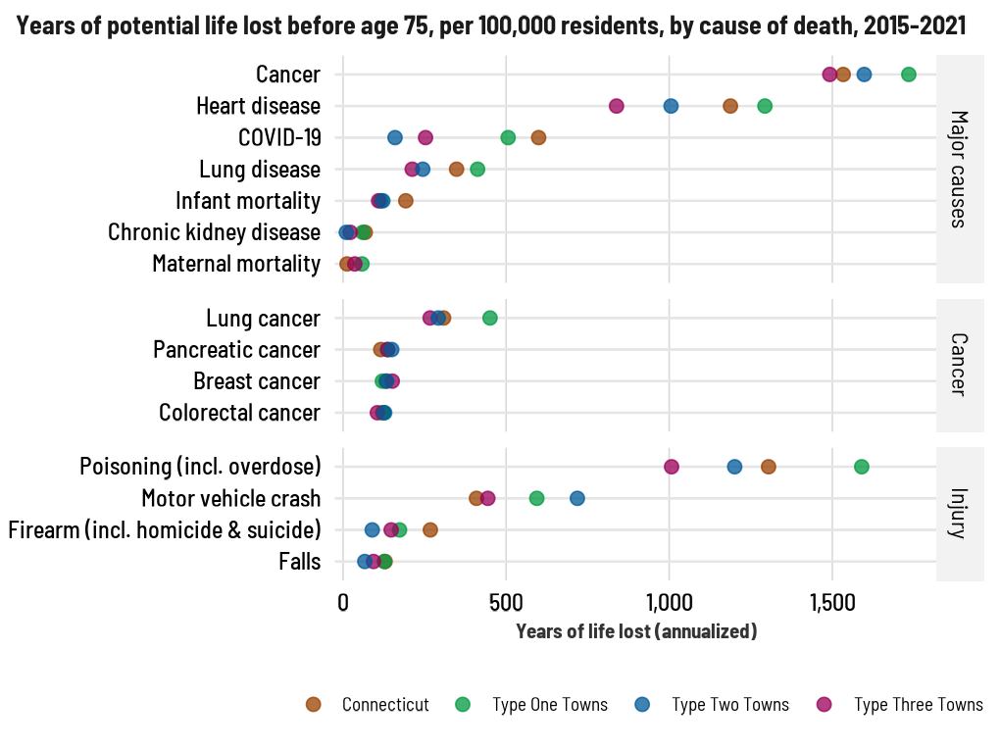 Years of potential life lost before age 75, per 100,000 residents, by cause of death, 2015-2021
Cancer
Heart disease
COVID-19
Lung disease
Infant mortality
Chronic kidney disease
Maternal mortality
Major causes
Lung cancer
Pancreatic cancer
Breast cancer
Colorectal cancer
Cancer
Poisoning (incl. overdose)
Motor vehicle crash
Firearm (incl. homicide & suicide)
Falls
Injury
0 500 1,000 1,500
Years of life lost (annualized)
Connecticut Type One Towns Type Two Towns Type Three Towns